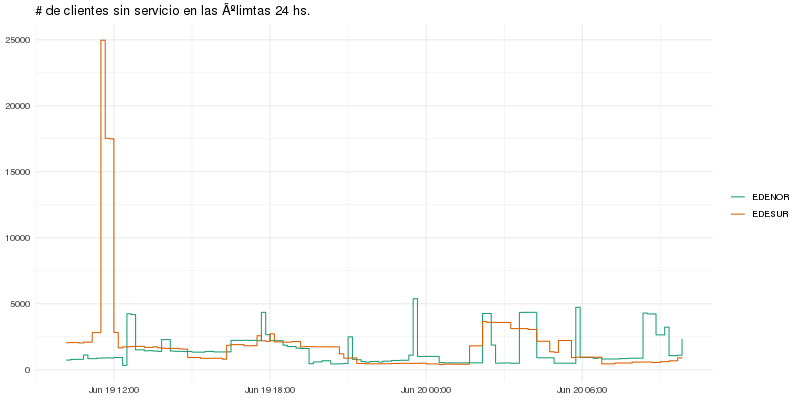 # de clientes sin servicio en las Ãºlimtas 24 hs.
25000
20000
15000
10000
5000
0
EDENOR
EDESUR
Jun 19 12:00
Jun 19 18:00
Jun 20 00:00
Jun 20 06:00